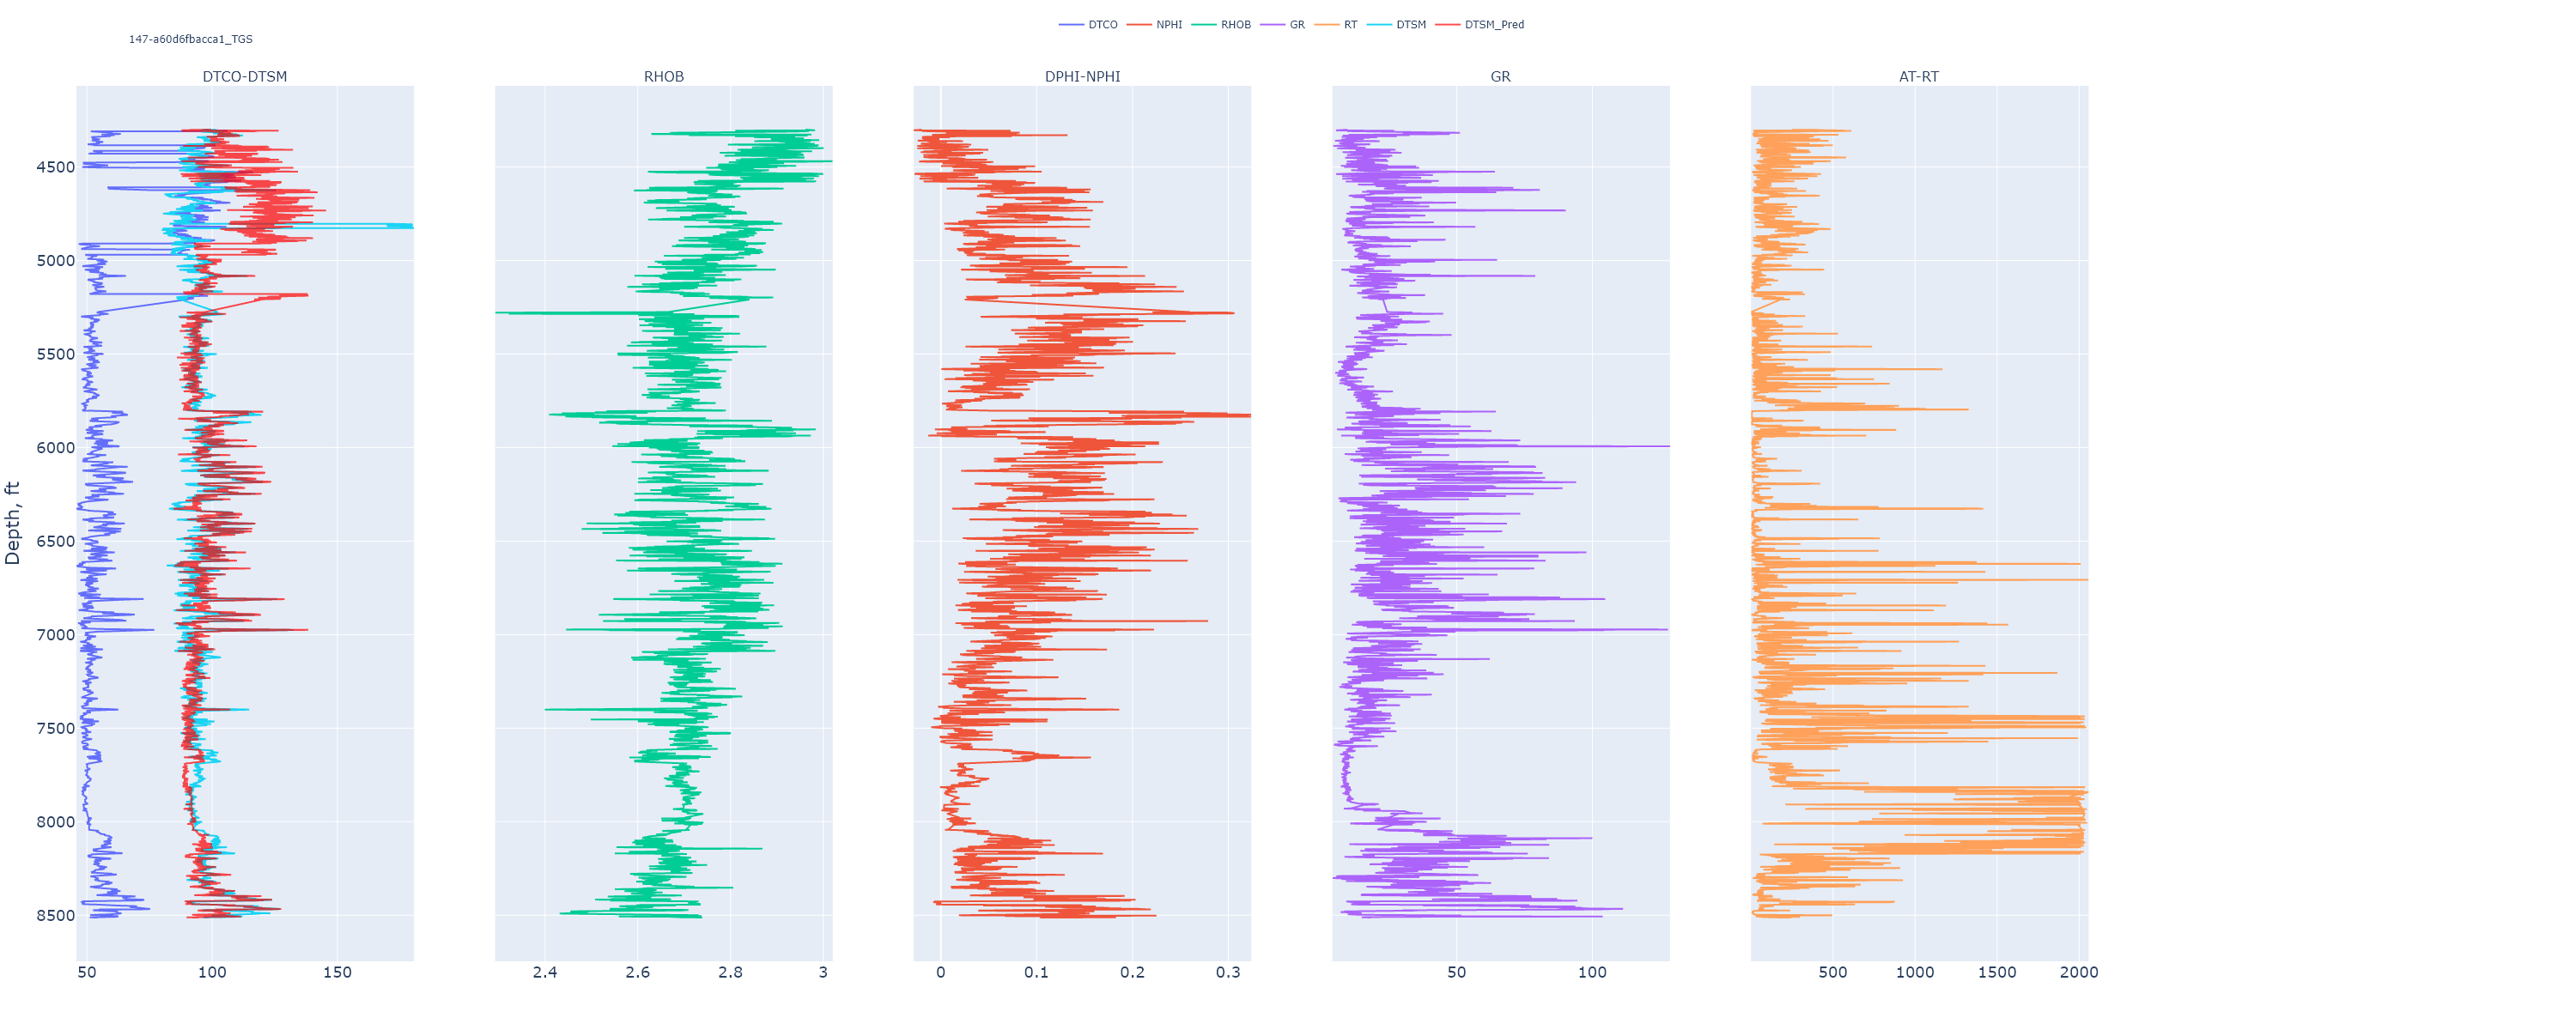 DTCO NPHI RHOB GR RT DTSM DTSM_Pred
147-a60d6fbacca1_TGS
DTCO-DTSM RHOB DPHI-NPHI GR AT-RT
Depth, ft
4500
5000
5500
6000
6500
7000
7500
8000
8500
50 100 150 2.4 2.6 2.8 3 0 0.1 0.2 0.3 50 100 500 1000 1500 2000